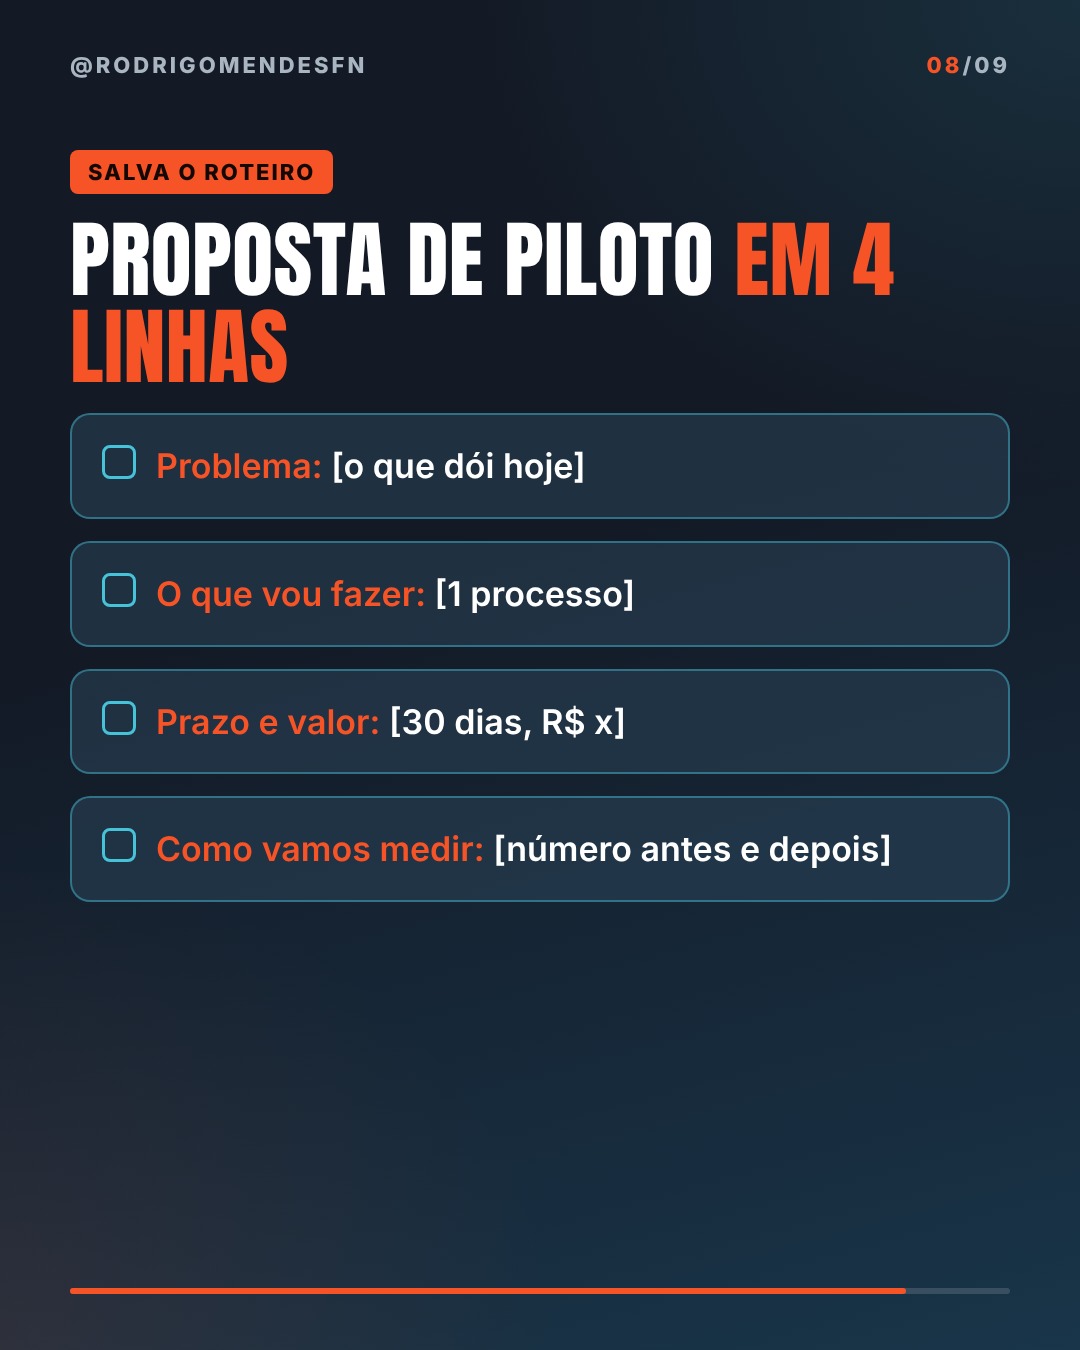 @RODRIGOMENDESFN
08/09
SALVA O ROTEIRO
PROPOSTA DE PILOTO EM 4
LINHAS
Problema: [o que dói hoje]
O que vou fazer: [1 processo]
Prazo e valor: [30 dias, R$ x]
Como vamos medir: [número antes e depois]